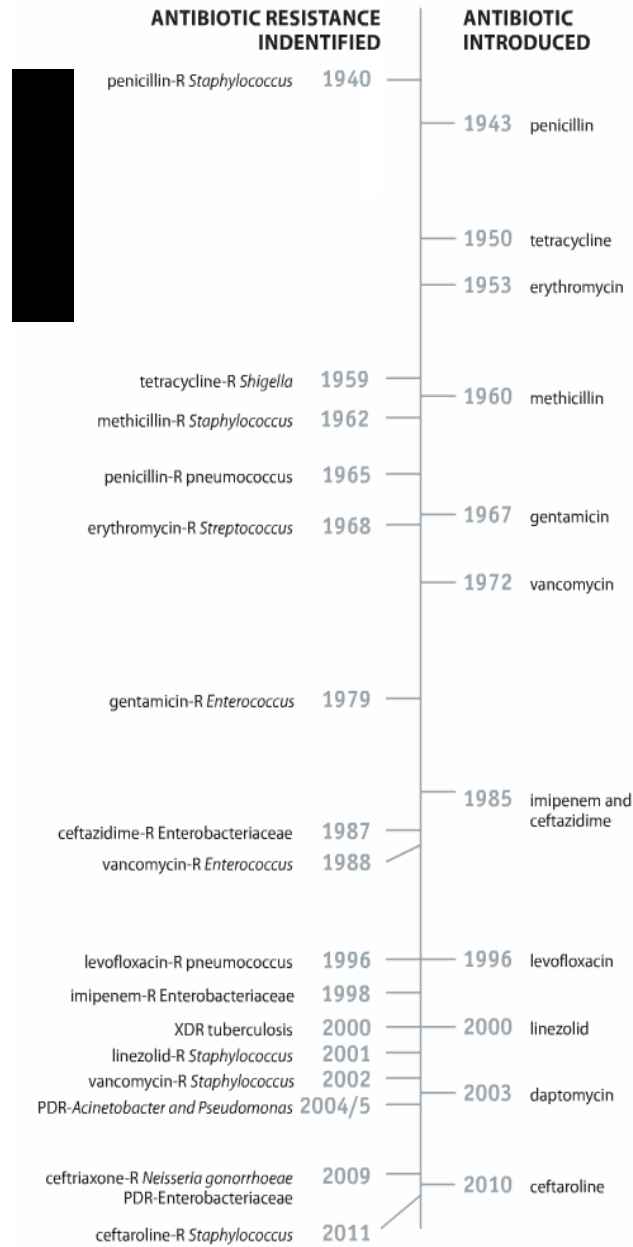 ANTIBIOTIC RESISTANCE
INDENTIFIED
ANTIBIOTIC
INTRODUCED
penicillin-R Staphylococcus 1940
1943 penicillin
1950 tetracycline
1953 erythromycin
tetracycline-R Shigella 1959
1960 methicillin
methicillin-R Staphylococcus 1962
penicillin-R pneumococcus 1965
1967 gentamicin
erythromycin-R Streptococcus 1968
1972 vancomycin
gentamicin-R Enterococcus 1979
1985 imipenem and
ceftazidime
ceftazidime-R Enterobacteriaceae 1987
vancomycin-R Enterococcus 1988
levofloxacin-R pneumococcus 1996
1996 levofloxacin
imipenem-R Enterobacteriaceae 1998
XDR tuberculosis 2000
2000 linezolid
linezolid-R Staphylococcus 2001
vancomycin-R Staphylococcus 2002
2003 daptomycin
PDR-Acinetobacter and Pseudomonas 2004/5
ceftriaxone-R Neisseria gonorrhoeae 2009
PDR-Enterobacteriaceae
2010 ceftaroline
ceftaroline-R Staphylococcus 2011